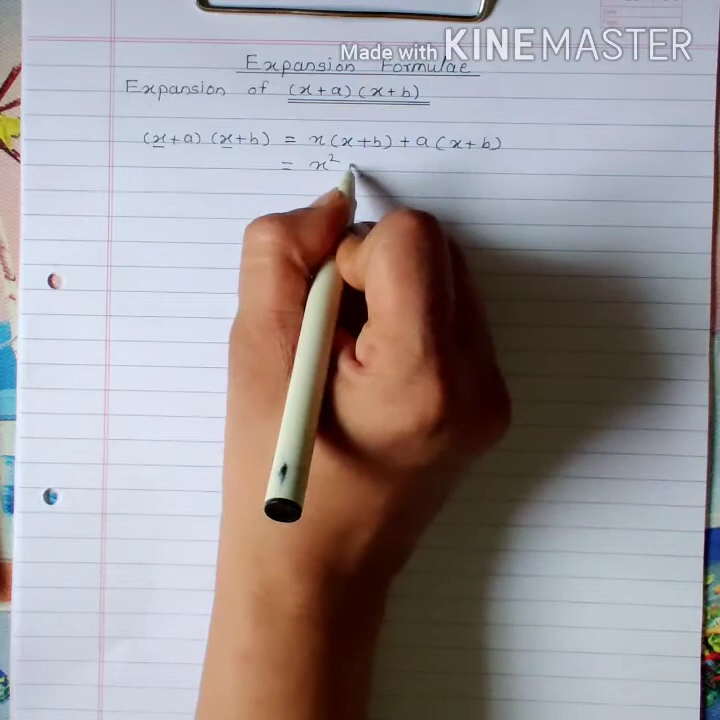 Made with KINEMASTER
Expansion Formulae
Expansion of (x+a)(x+b)
(x+a) (x+b) = x(x+b)+a(x+b)
= x²